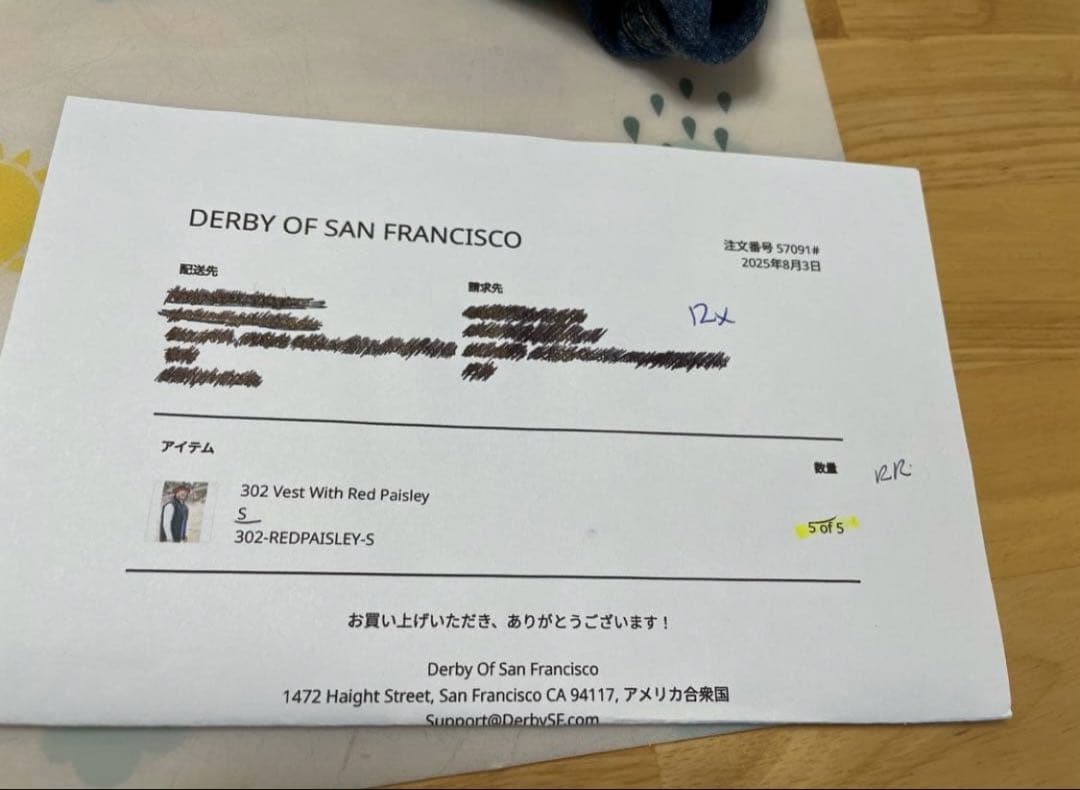 DERBY OF SAN FRANCISCO
注文番号 57091#
2025年8月3日
配送先
請求先
12x
アイテム
数量
RR.
302 Vest With Red Paisley
S
302-REDPAISLEY-S
5 of 5
お買い上げいただき、ありがとうございます！
Derby Of San Francisco
1472 Haight Street, San Francisco CA 94117, アメリカ合衆国
Support@DerbySF.com